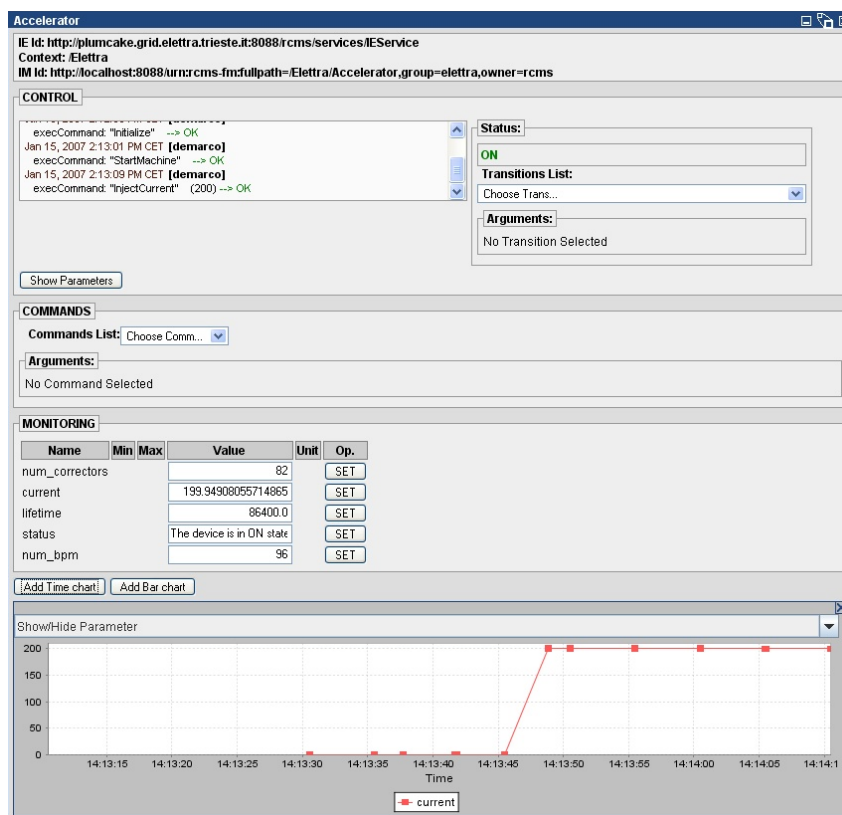 Accelerator
IE Id: http://plumcake.grid.elettra.trieste.it:8088/rcms/services/IEService
Context: /Elettra
IM Id: http://localhost:8088/urn:rcms-fm:fullpath=/Elettra/Accelerator,group=elettra,owner=rcms
CONTROL
[demarco]
execCommand: "Initialize" --> OK
Jan 15, 2007 2:13:01 PM CET [demarco]
execCommand: "StartMachine" --> OK
Jan 15, 2007 2:13:09 PM CET [demarco]
execCommand: "InjectCurrent" (200) --> OK
Status:
ON
Transitions List:
Choose Trans...
Arguments:
No Transition Selected
Show Parameters
COMMANDS
Commands List: Choose Comm...
Arguments:
No Command Selected
MONITORING
Name Min Max Value Unit Op.
num_correctors 82 SET
current 199.94908055714865 SET
lifetime 86400.0 SET
status The device is in ON state SET
num_bpm 96 SET
Add Time chart Add Bar chart
Show/Hide Parameter
200
150
100
50
0
14:13:15 14:13:20 14:13:25 14:13:30 14:13:35 14:13:40 14:13:45 14:13:50 14:13:55 14:14:00 14:14:05 14:14:1
Time
current